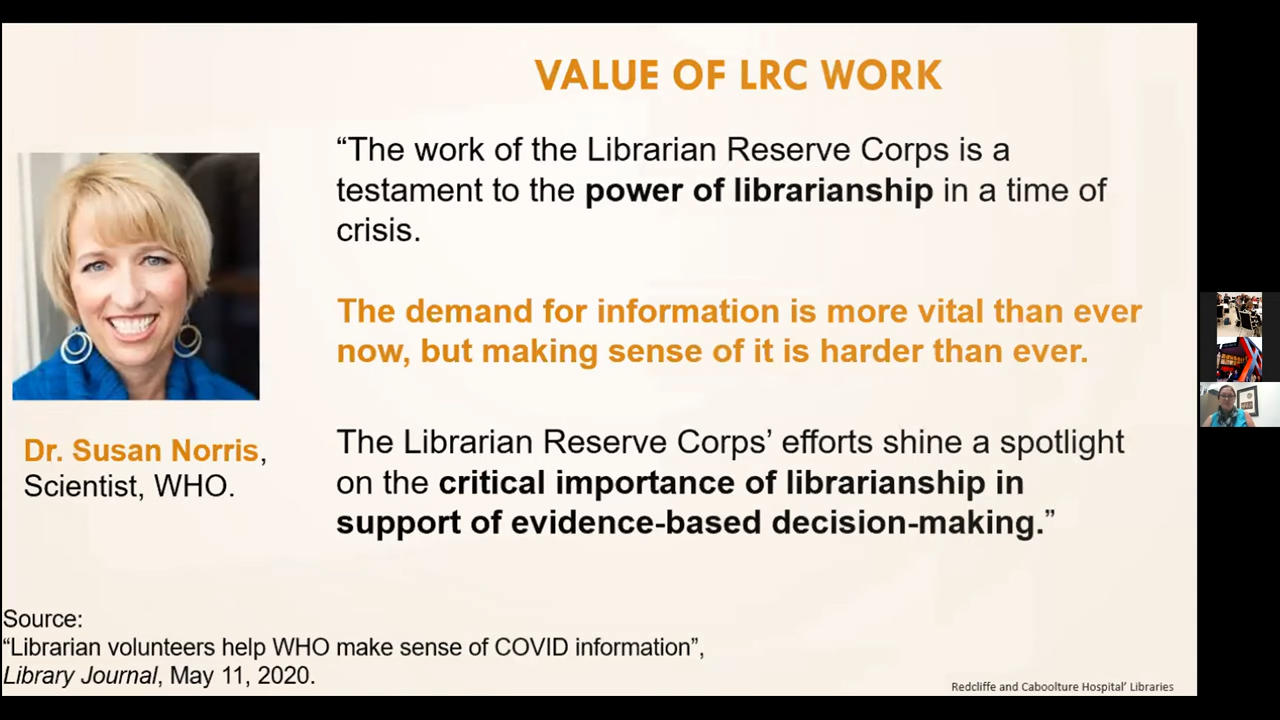 VALUE OF LRC WORK
“The work of the Librarian Reserve Corps is a
testament to the power of librarianship in a time of
crisis.
The demand for information is more vital than ever
now, but making sense of it is harder than ever.
The Librarian Reserve Corps’ efforts shine a spotlight
on the critical importance of librarianship in
support of evidence-based decision-making.”
Dr. Susan Norris,
Scientist, WHO.
Source:
“Librarian volunteers help WHO make sense of COVID information”,
Library Journal, May 11, 2020.
Redcliffe and Caboolture Hospital’ Libraries